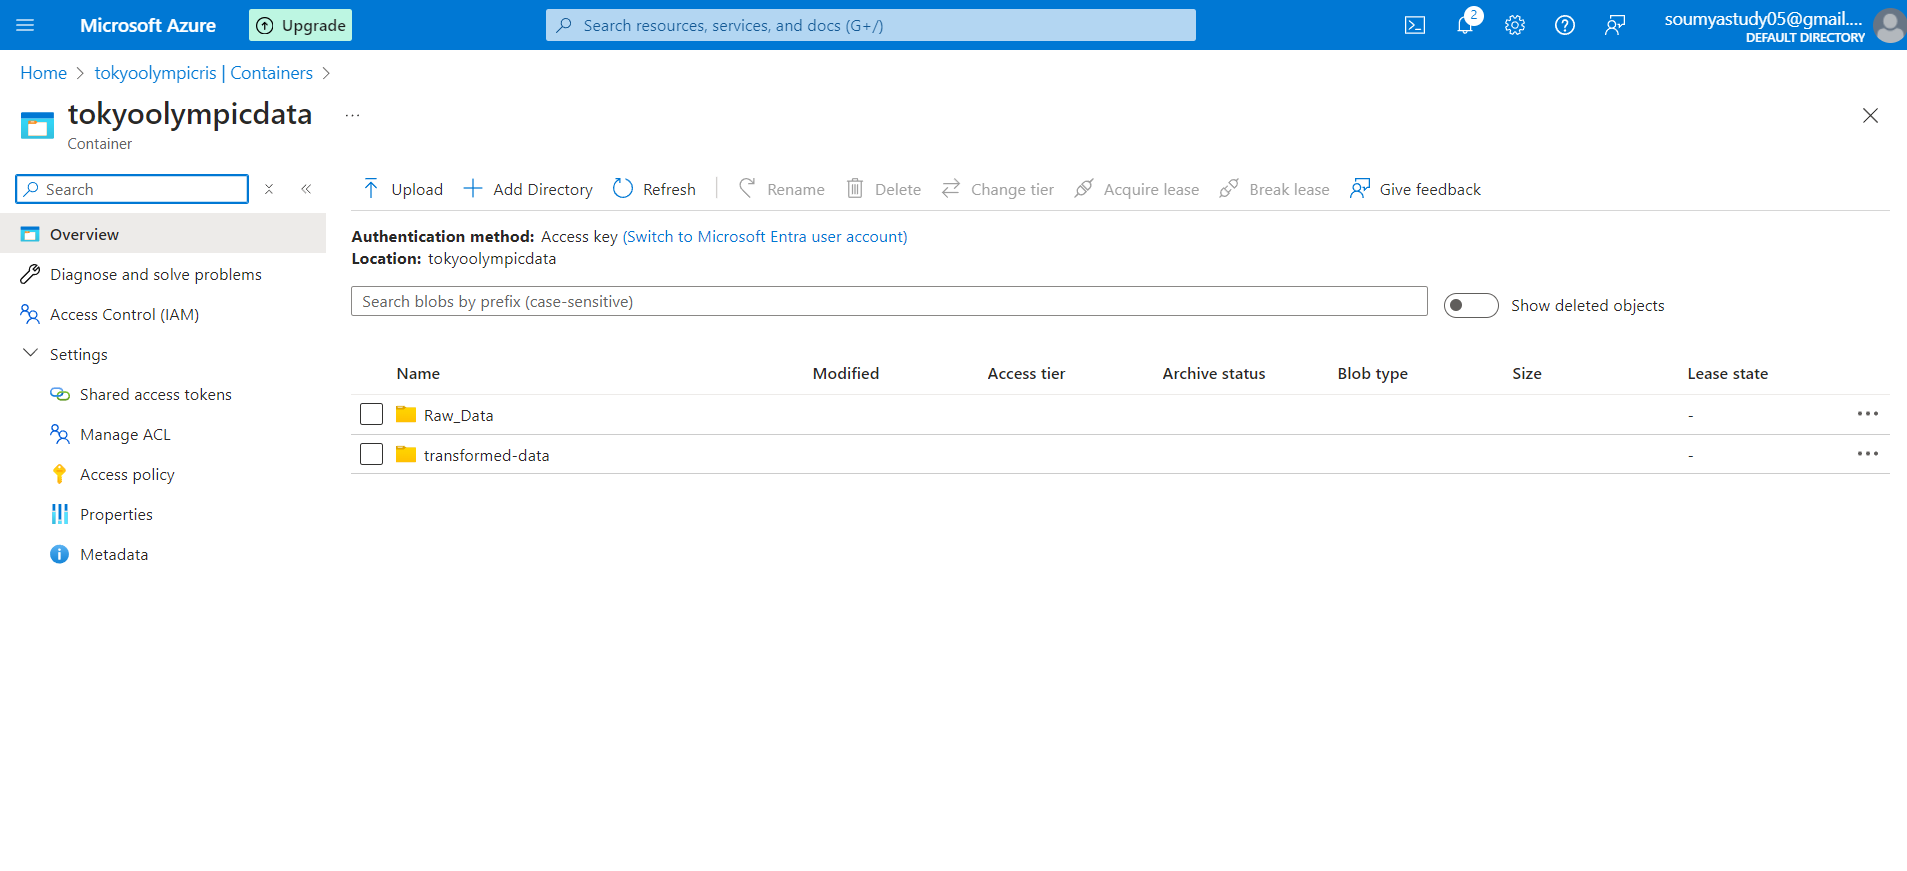 Microsoft Azure
Upgrade
Search resources, services, and docs (G+/)
2
soumyastudy05@gmail....
DEFAULT DIRECTORY
Home > tokyoolympicris | Containers >
tokyoolympicdata ...
Container
Search
Upload
Add Directory
Refresh
Rename
Delete
Change tier
Acquire lease
Break lease
Give feedback
Overview
Diagnose and solve problems
Access Control (IAM)
Settings
Shared access tokens
Manage ACL
Access policy
Properties
Metadata
Authentication method: Access key (Switch to Microsoft Entra user account)
Location: tokyoolympicdata
Search blobs by prefix (case-sensitive)
Show deleted objects
Name Modified Access tier Archive status Blob type Size Lease state
Raw_Data - ...
transformed-data - ...